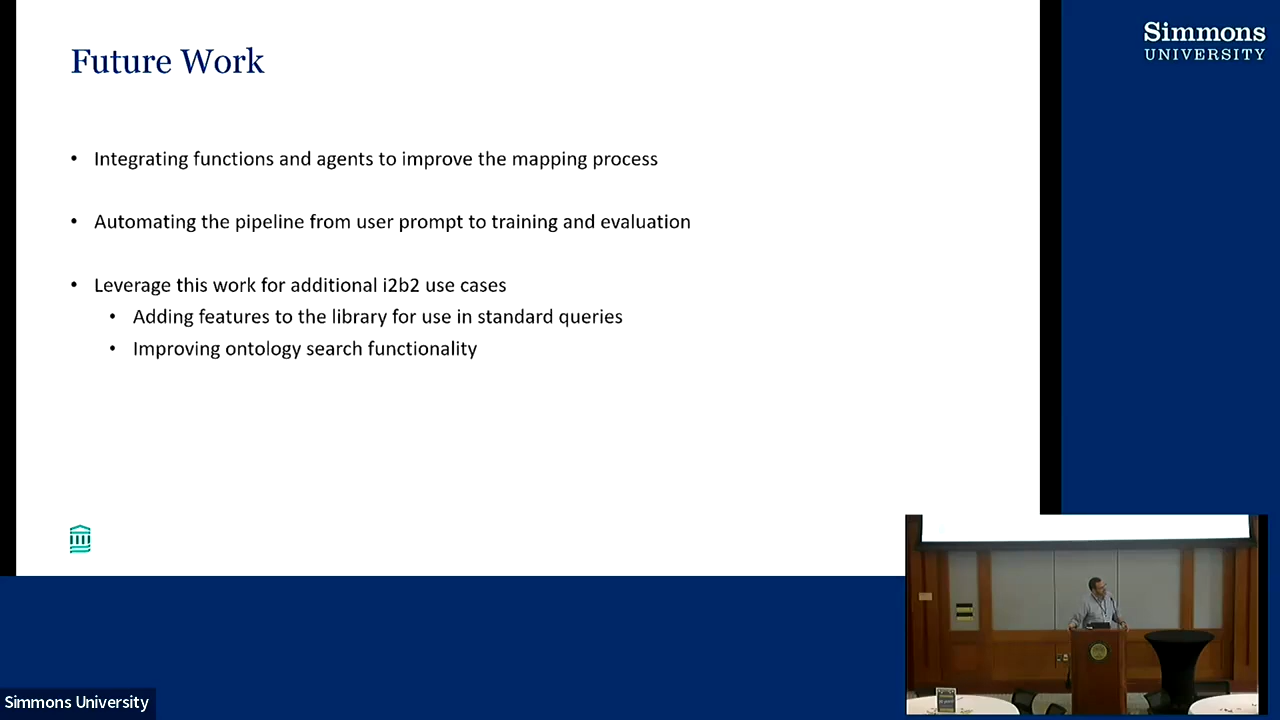 Future Work
• Integrating functions and agents to improve the mapping process
• Automating the pipeline from user prompt to training and evaluation
• Leverage this work for additional i2b2 use cases
• Adding features to the library for use in standard queries
• Improving ontology search functionality
Simmons
UNIVERSITY
Simmons University